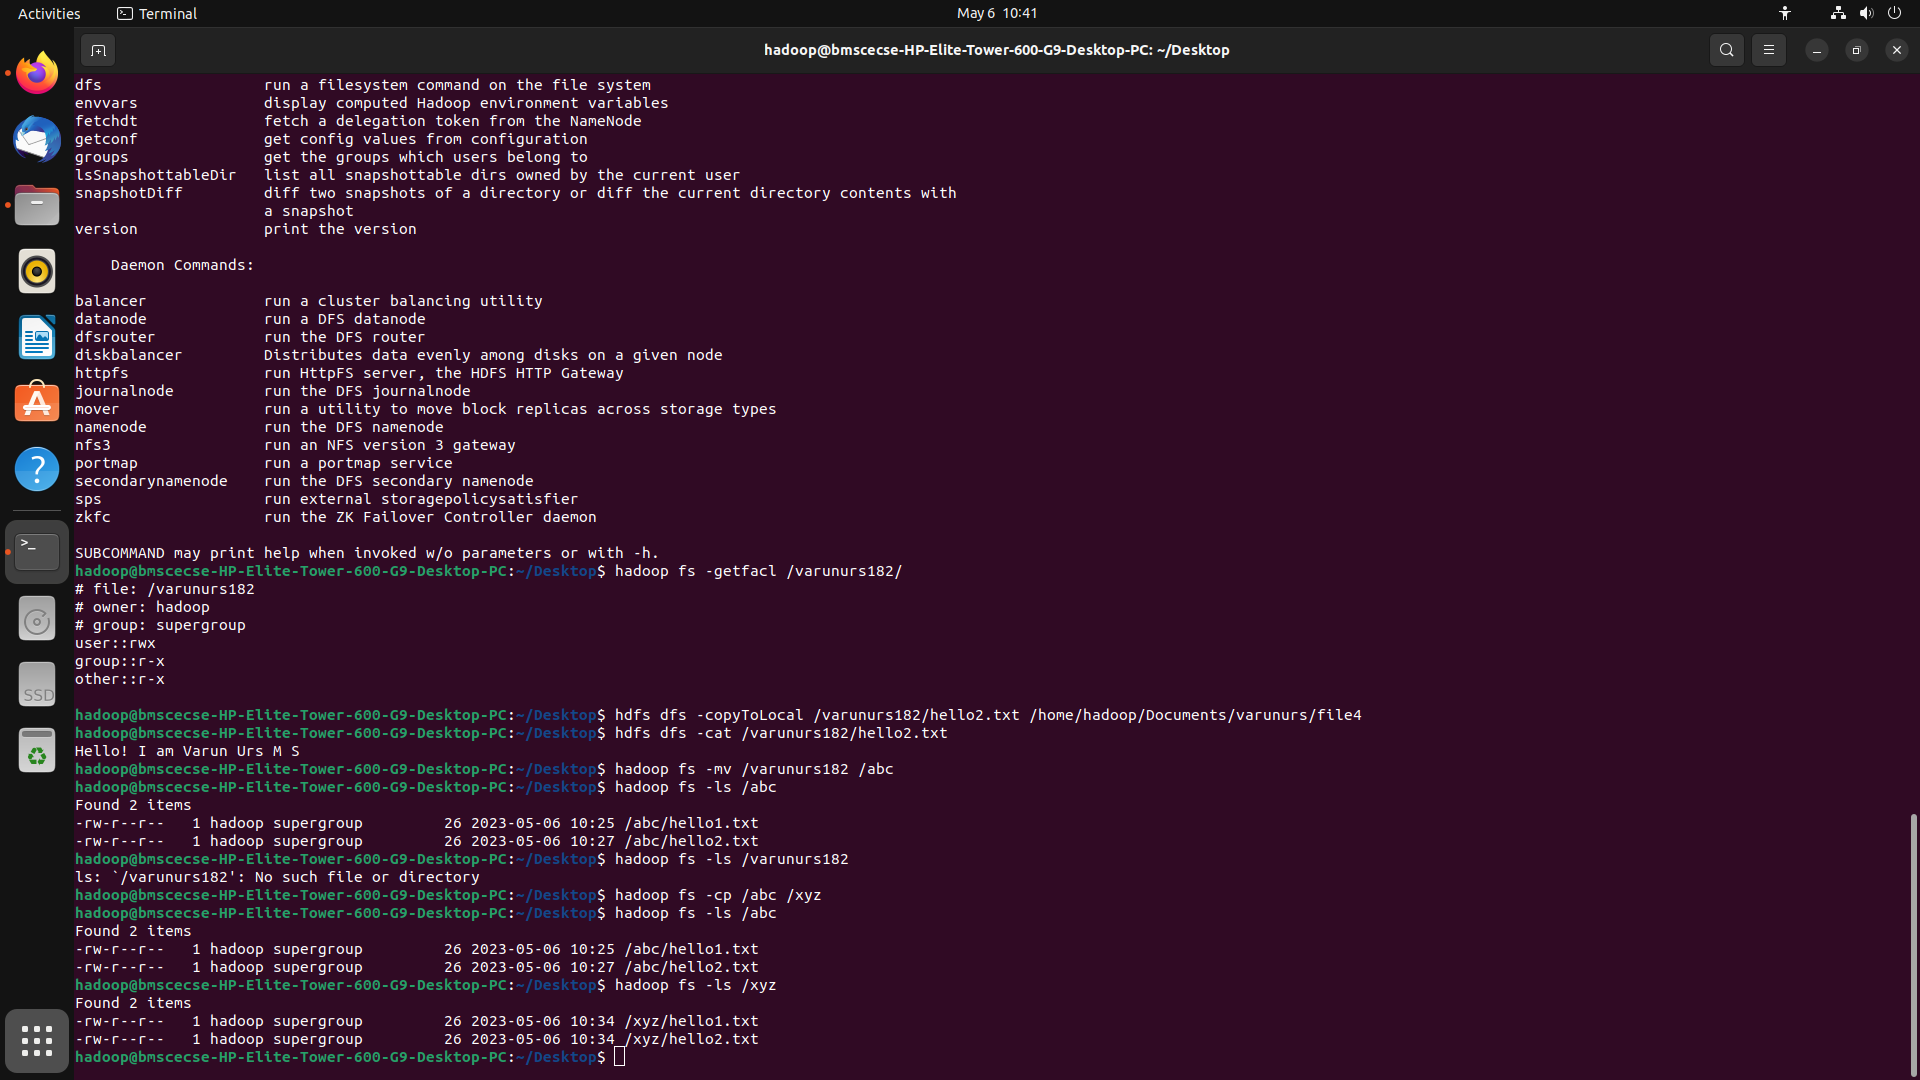 Activities Terminal May 6 10:41
hadoop@bmscecse-HP-Elite-Tower-600-G9-Desktop-PC: ~/Desktop
dfs run a filesystem command on the file system
envvars display computed Hadoop environment variables
fetchdt fetch a delegation token from the NameNode
getconf get config values from configuration
groups get the groups which users belong to
lsSnapshottableDir list all snapshottable dirs owned by the current user
snapshotDiff diff two snapshots of a directory or diff the current directory contents with
a snapshot
version print the version
Daemon Commands:
balancer run a cluster balancing utility
datanode run a DFS datanode
dfsrouter run the DFS router
diskbalancer Distributes data evenly among disks on a given node
httpfs run HttpFS server, the HDFS HTTP Gateway
journalnode run the DFS journalnode
mover run a utility to move block replicas across storage types
namenode run the DFS namenode
nfs3 run an NFS version 3 gateway
portmap run a portmap service
secondarynamenode run the DFS secondary namenode
sps run external storagepolicysatisfier
zkfc run the ZK Failover Controller daemon
SUBCOMMAND may print help when invoked w/o parameters or with -h.
hadoop@bmscecse-HP-Elite-Tower-600-G9-Desktop-PC:~/Desktop$ hadoop fs -getfacl /varunurs182/
# file: /varunurs182
# owner: hadoop
# group: supergroup
user::rwx
group::r-x
other::r-x
hadoop@bmscecse-HP-Elite-Tower-600-G9-Desktop-PC:~/Desktop$ hdfs dfs -copyToLocal /varunurs182/hello2.txt /home/hadoop/Documents/varunurs/file4
hadoop@bmscecse-HP-Elite-Tower-600-G9-Desktop-PC:~/Desktop$ hdfs dfs -cat /varunurs182/hello2.txt
Hello! I am Varun Urs M S
hadoop@bmscecse-HP-Elite-Tower-600-G9-Desktop-PC:~/Desktop$ hadoop fs -mv /varunurs182 /abc
hadoop@bmscecse-HP-Elite-Tower-600-G9-Desktop-PC:~/Desktop$ hadoop fs -ls /abc
Found 2 items
-rw-r--r-- 1 hadoop supergroup 26 2023-05-06 10:25 /abc/hello1.txt
-rw-r--r-- 1 hadoop supergroup 26 2023-05-06 10:27 /abc/hello2.txt
hadoop@bmscecse-HP-Elite-Tower-600-G9-Desktop-PC:~/Desktop$ hadoop fs -ls /varunurs182
ls: `/varunurs182': No such file or directory
hadoop@bmscecse-HP-Elite-Tower-600-G9-Desktop-PC:~/Desktop$ hadoop fs -cp /abc /xyz
hadoop@bmscecse-HP-Elite-Tower-600-G9-Desktop-PC:~/Desktop$ hadoop fs -ls /abc
Found 2 items
-rw-r--r-- 1 hadoop supergroup 26 2023-05-06 10:25 /abc/hello1.txt
-rw-r--r-- 1 hadoop supergroup 26 2023-05-06 10:27 /abc/hello2.txt
hadoop@bmscecse-HP-Elite-Tower-600-G9-Desktop-PC:~/Desktop$ hadoop fs -ls /xyz
Found 2 items
-rw-r--r-- 1 hadoop supergroup 26 2023-05-06 10:34 /xyz/hello1.txt
-rw-r--r-- 1 hadoop supergroup 26 2023-05-06 10:34 /xyz/hello2.txt
hadoop@bmscecse-HP-Elite-Tower-600-G9-Desktop-PC:~/Desktop$
SSD